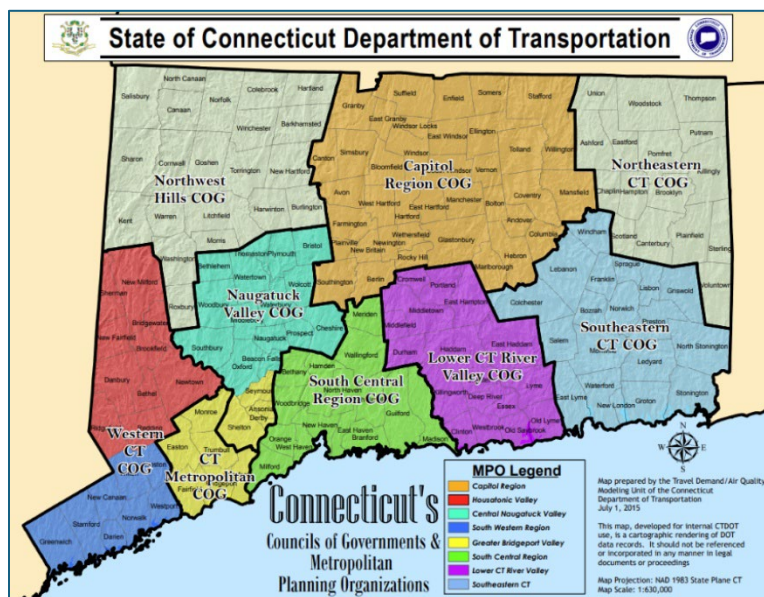 State of Connecticut Department of Transportation
North Canaan
Colebrook
Hartland
Salisbury
Norfolk
Canaan
Winchester
Barkhamsted
Sharon
Cornwall
Goshen
Torrington
New Hartford
Northwest
Hills COG
Kent
Warren
Litchfield
Harwinton
Burlington
Morris
Washington
Roxbury
Suffield
Enfield
Somers
Stafford
Granby
East Granby
Windsor Locks
East Windsor
Ellington
Simsbury
Canton
Windsor
Tolland
Willington
Bloomfield
Vernon
Capitol
Region COG
Avon
West Hartford
East Hartford
Manchester
Bolton
Coventry
Mansfield
Hartford
Farmington
Wethersfield
Andover
Plainville
Newington
Glastonbury
Columbia
New Britain
Rocky Hill
Hebron
Southington
Berlin
Marlborough
Union
Woodstock
Thompson
Putnam
Ashford
Eastford
Pomfret
Killingly
Northeastern
CT COG
Chaplin
Hampton
Brooklyn
Scotland
Canterbury
Plainfield
Sterling
Voluntown
Bristol
Thomaston
Plymouth
Bethlehem
Watertown
Wolcott
Woodbury
Waterbury
Naugatuck
Valley COG
Prospect
Cheshire
Naugatuck
Southbury
Beacon Falls
Oxford
Seymour
Ansonia
Derby
Shelton
New Milford
Sherman
Bridgewater
New Fairfield
Brookfield
Danbury
Bethel
Newtown
Western
CT COG
New Canaan
Westport
Stamford
Norwalk
Greenwich
Darien
Monroe
Easton
Trumbull
CT
Metropolitan
COG
Meriden
Wallingford
Bethany
Hamden
North Haven
Woodbridge
South Central
Region COG
Guilford
New Haven
East Haven
Branford
Madison
Orange
West Haven
Milford
Cromwell
Portland
Middletown
East Hampton
Middlefield
Durham
Haddam
East Haddam
Lower CT River
Valley COG
Killingworth
Deep River
Lyme
Essex
Clinton
Westbrook
Old Saybrook
Old Lyme
Windham
Sprague
Lebanon
Franklin
Lisbon
Griswold
Colchester
Bozrah
Norwich
Preston
Southeastern
CT COG
Salem
North Stonington
Ledyard
Waterford
East Lyme
New London
Groton
Stonington
Connecticut's
Councils of Governments &
Metropolitan
Planning Organizations
MPO Legend
Capitol Region
Housatonic Valley
Central Naugatuck Valley
South Western Region
Greater Bridgeport Valley
South Central Region
Lower CT River Valley
Southeastern CT
N
W
E
S
Map prepared by the Travel Demand/Air Quality
Modeling Unit of the Connecticut
Department of Transportation
July 1, 2015
This map, developed for internal CTDOT
use, is a cartographic rendering of DOT
data records. It should not be referenced
or incorporated in any manner in legal
documents or proceedings
Map Projection: NAD 1983 State Plane CT
Map Scale: 1:630,000